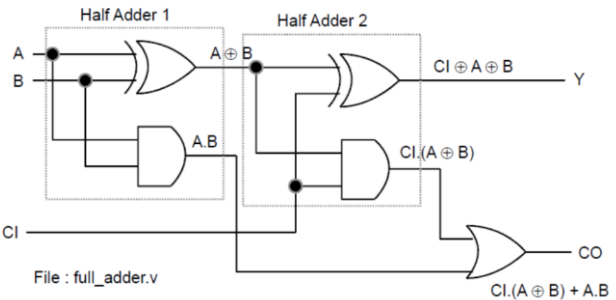 Half Adder 1
Half Adder 2
A
A ⊕ B
CI ⊕ A ⊕ B
B
Y
A.B
CI.(A ⊕ B)
CI
CO
File : full_adder.v
CI.(A ⊕ B) + A.B